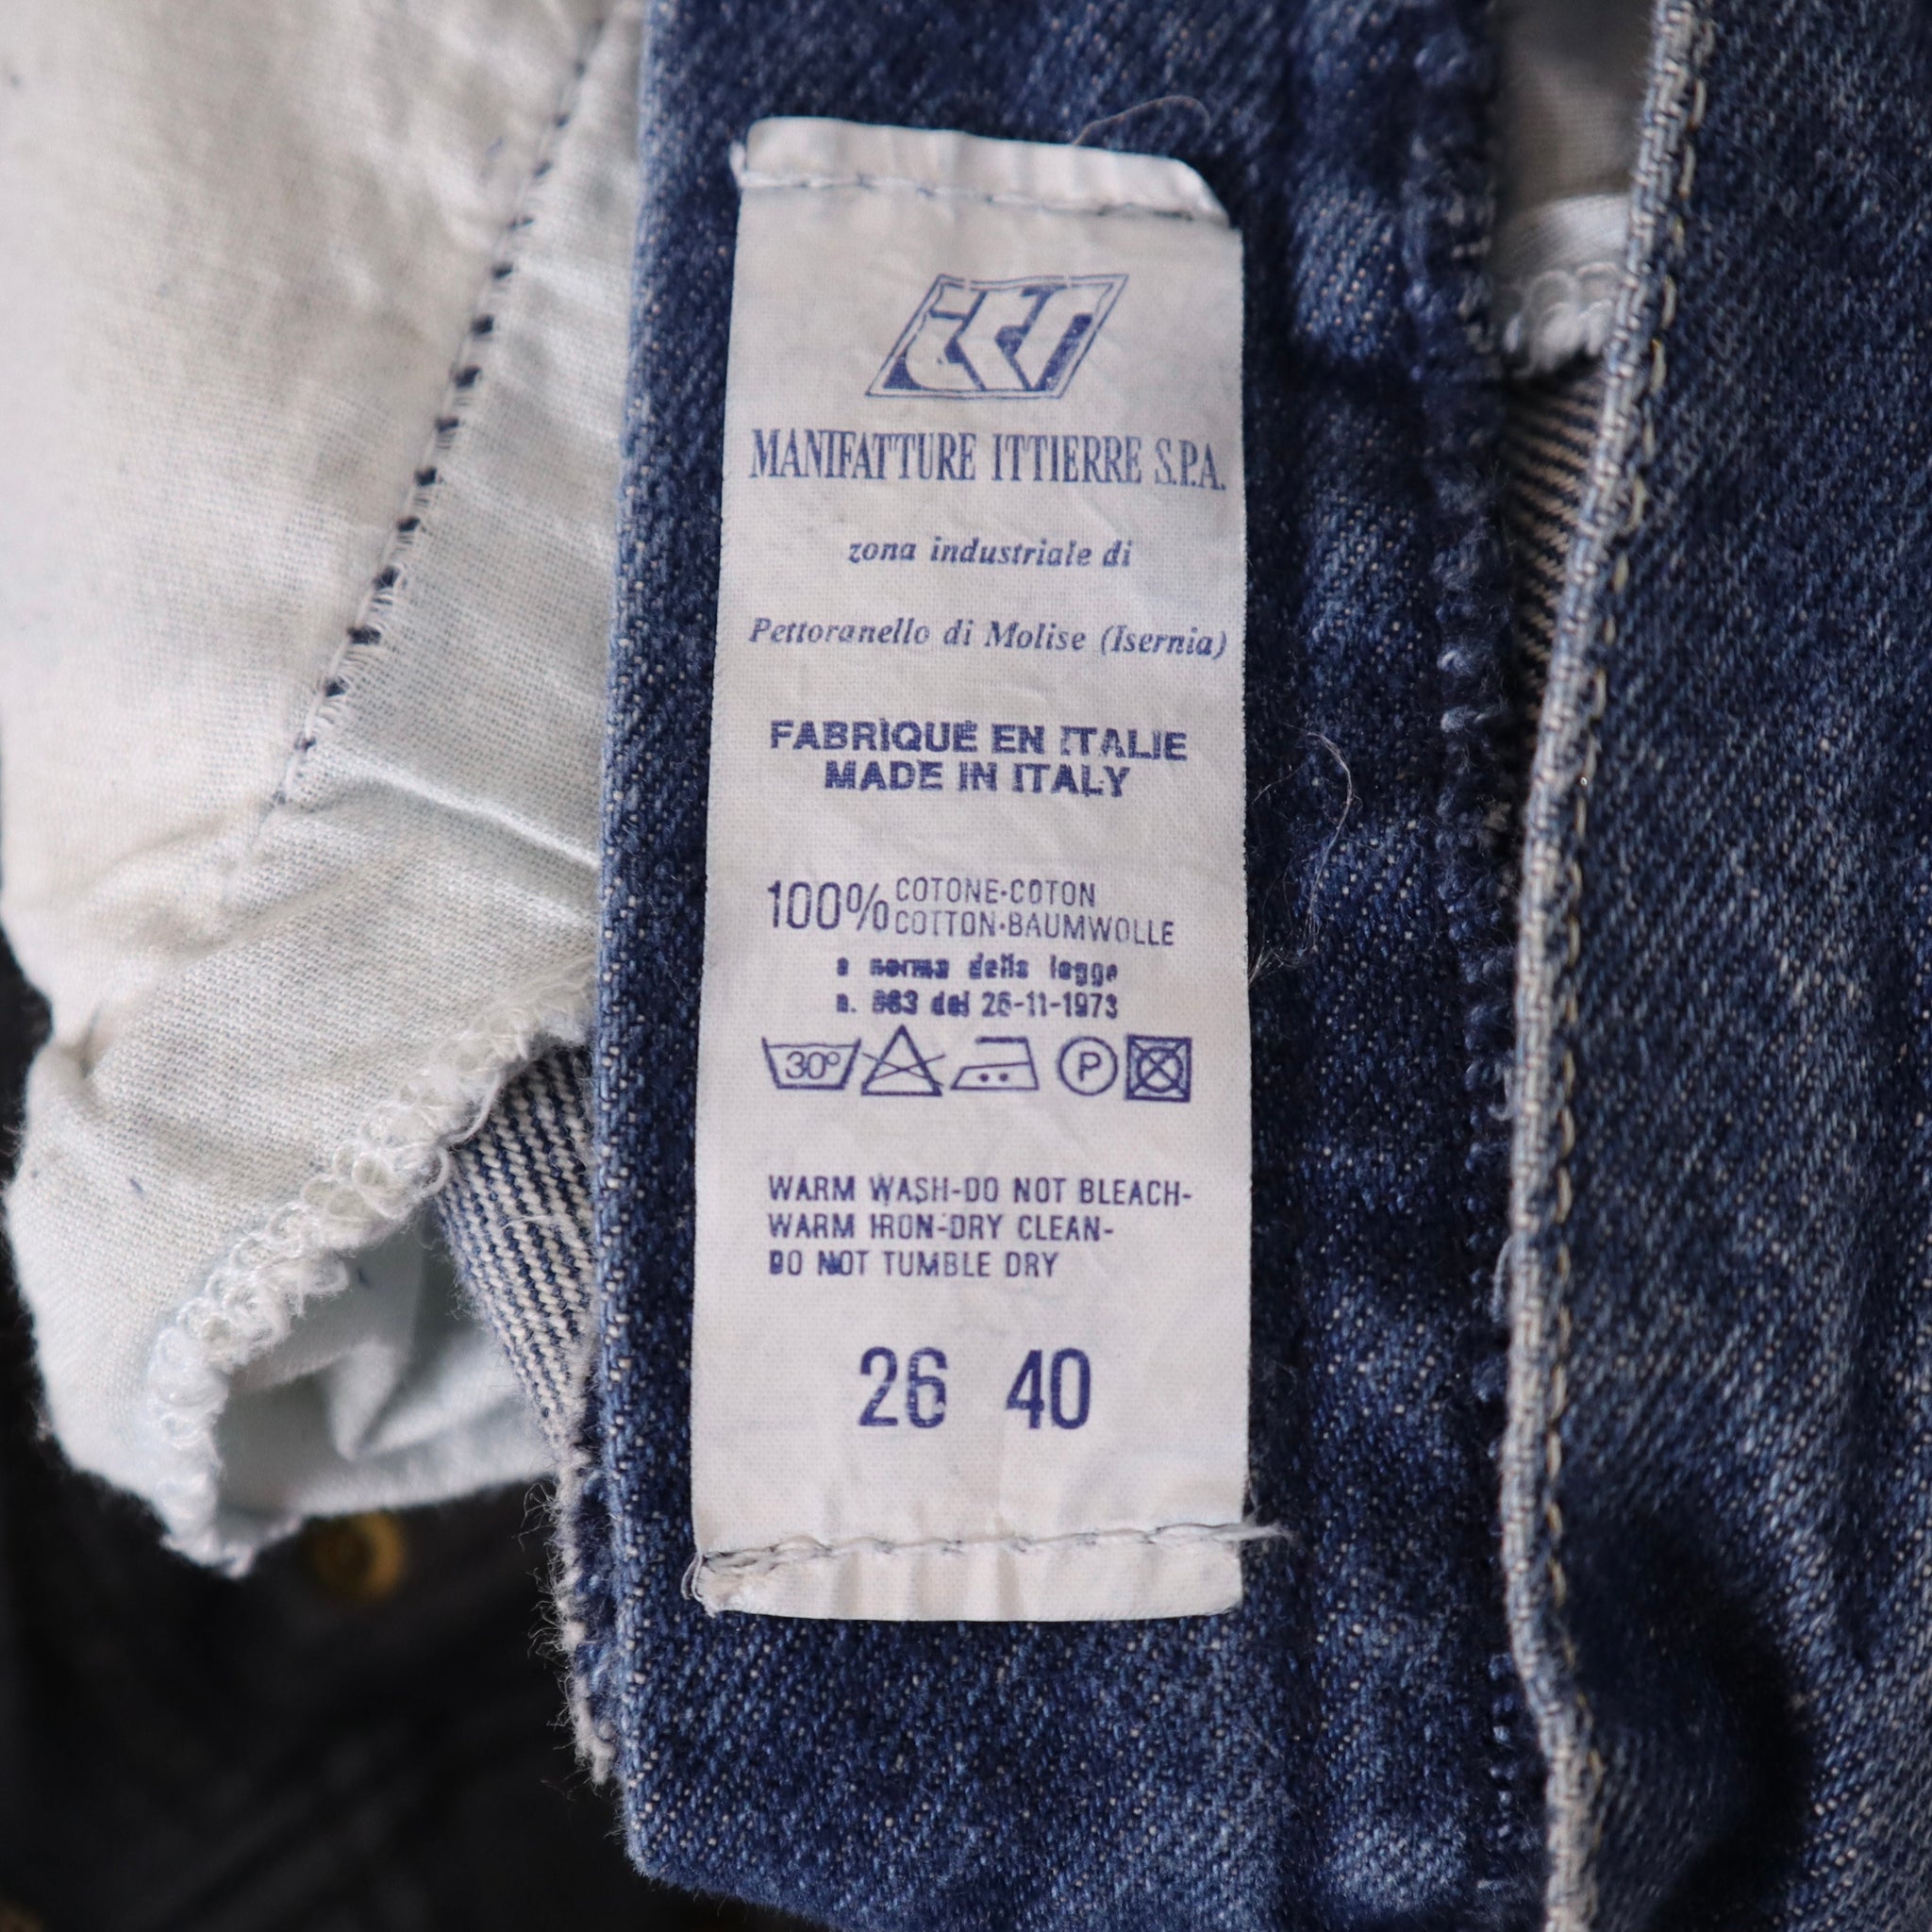 MANIFATTURE ITTIERRE S.P.A.
zona industriale di
Pettoranello di Molise (Isernia)
FABRIQUÉ EN ITALIE
MADE IN ITALY
100% COTONE·COTON
COTTON·BAUMWOLLE
a norma della legge
n. 883 del 26-11-1973
30° P
WARM WASH-DO NOT BLEACH-
WARM IRON-DRY CLEAN-
DO NOT TUMBLE DRY
26 40